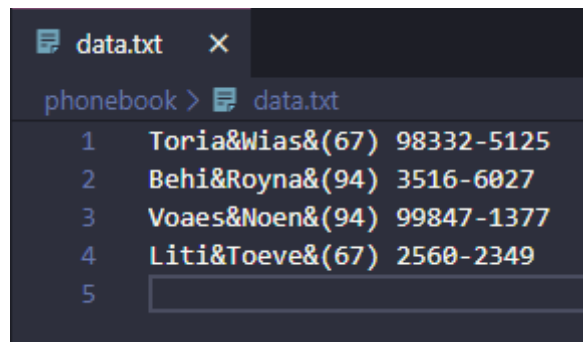 data.txt ×
phonebook > data.txt
1 Toria&Wias&(67) 98332-5125
2 Behi&Royna&(94) 3516-6027
3 Voaes&Noen&(94) 99847-1377
4 Liti&Toeve&(67) 2560-2349
5